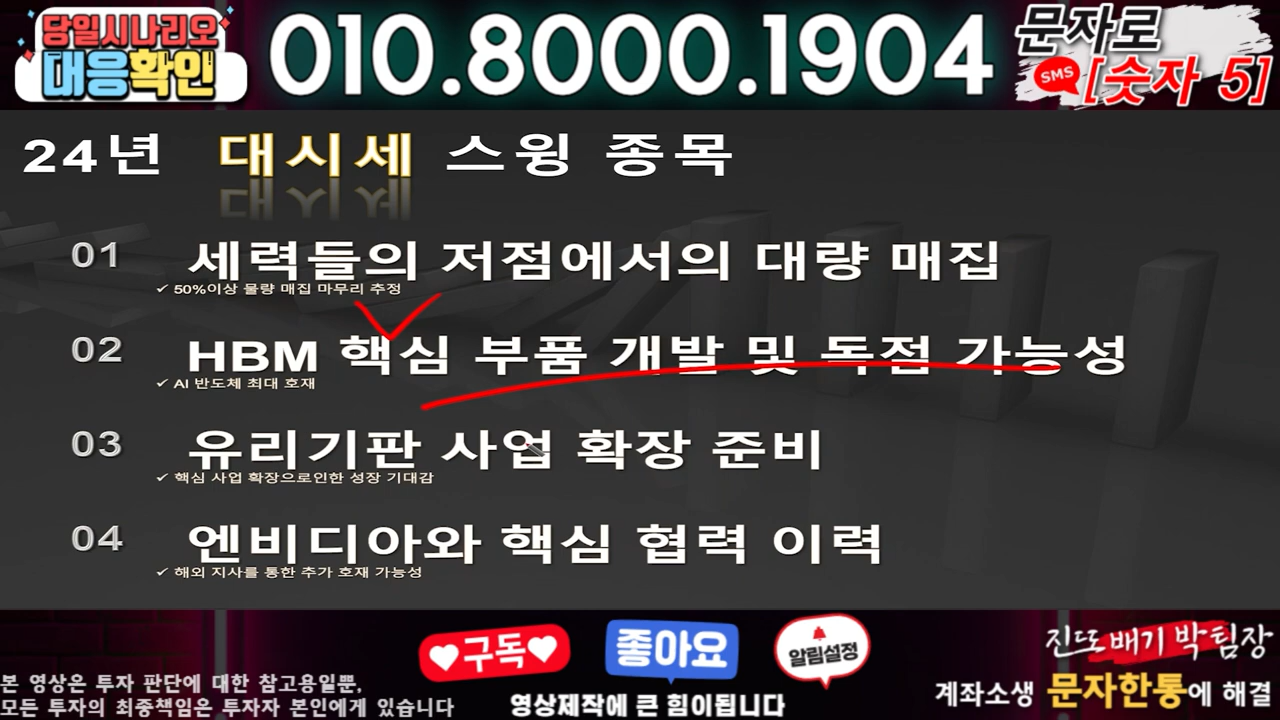 당일시나리오
대응확인
010.8000.1904
문자로
SMS
[숫자 5]
24년 대시세 스윙 종목
01 세력들의 저점에서의 대량 매집
✓ 50%이상 물량 매집 마무리 추정
02 HBM 핵심 부품 개발 및 독점 가능성
✓ AI 반도체 최대 호재
03 유리기판 사업 확장 준비
✓ 핵심 사업 확장으로인한 성장 기대감
04 엔비디아와 핵심 협력 이력
✓ 해외 지사를 통한 추가 호재 가능성
구독
좋아요
알림설정
진또배기 박팀장
본 영상은 투자 판단에 대한 참고용일뿐,
모든 투자의 최종책임은 투자자 본인에게 있습니다
영상제작에 큰 힘이됩니다
계좌소생 문자한통에 해결